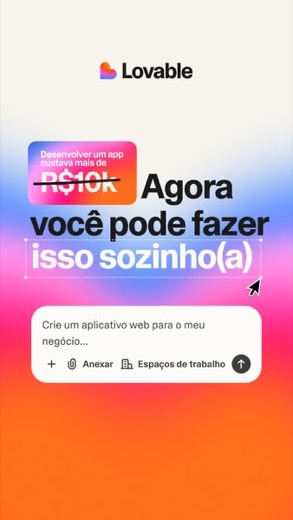 Lovable
Desenvolver um app
custava mais de
R$10k
Agora
você pode fazer
isso sozinho(a)
Crie um aplicativo web para o meu
negócio...
+ Anexar Espaços de trabalho